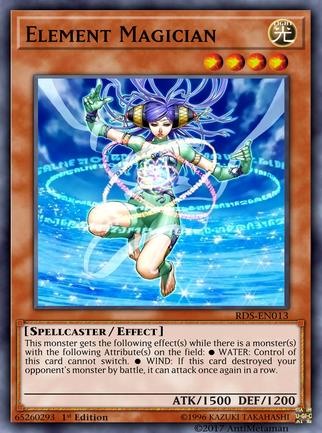 Element Magician
LIGHT
光
RDS-EN013
[Spellcaster / Effect]
This monster gets the following effect(s) while there is a monster(s)
with the following Attribute(s) on the field: ● WATER: Control of
this card cannot switch. ● WIND: If this card destroyed your
opponent's monster by battle, it can attack once again in a row.
ATK/1500 DEF/1200
65260293 1st Edition ©1996 KAZUKI TAKAHASHI
©2017 AntiMetaman